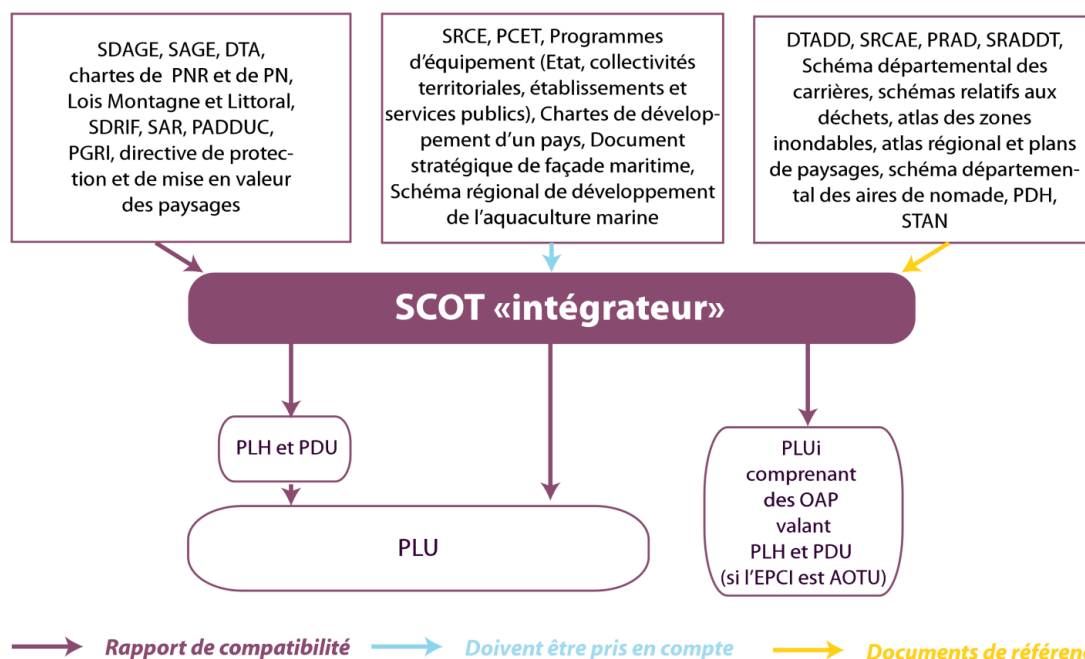 SDAGE, SAGE, DTA,
chartes de PNR et de PN,
Lois Montagne et Littoral,
SDRIF, SAR, PADDUC,
PGRI, directive de protec-
tion et de mise en valeur
des paysages
SRCE, PCET, Programmes
d'équipement (Etat, collectivités
territoriales, établissements et
services publics), Chartes de dévelop-
pement d'un pays, Document
stratégique de façade maritime,
Schéma régional de développement
de l'aquaculture marine
DTADD, SRCAE, PRAD, SRADDT,
Schéma départemental des
carrières, schémas relatifs aux
déchets, atlas des zones
inondables, atlas régional et plans
de paysages, schéma départemen-
tal des aires de nomade, PDH,
STAN
SCOT «intégrateur»
PLH et PDU
PLU
PLUi
comprenant
des OAP
valant
PLH et PDU
(si l'EPCI est AOTU)
Rapport de compatibilité
Doivent être pris en compte
Documents de référen